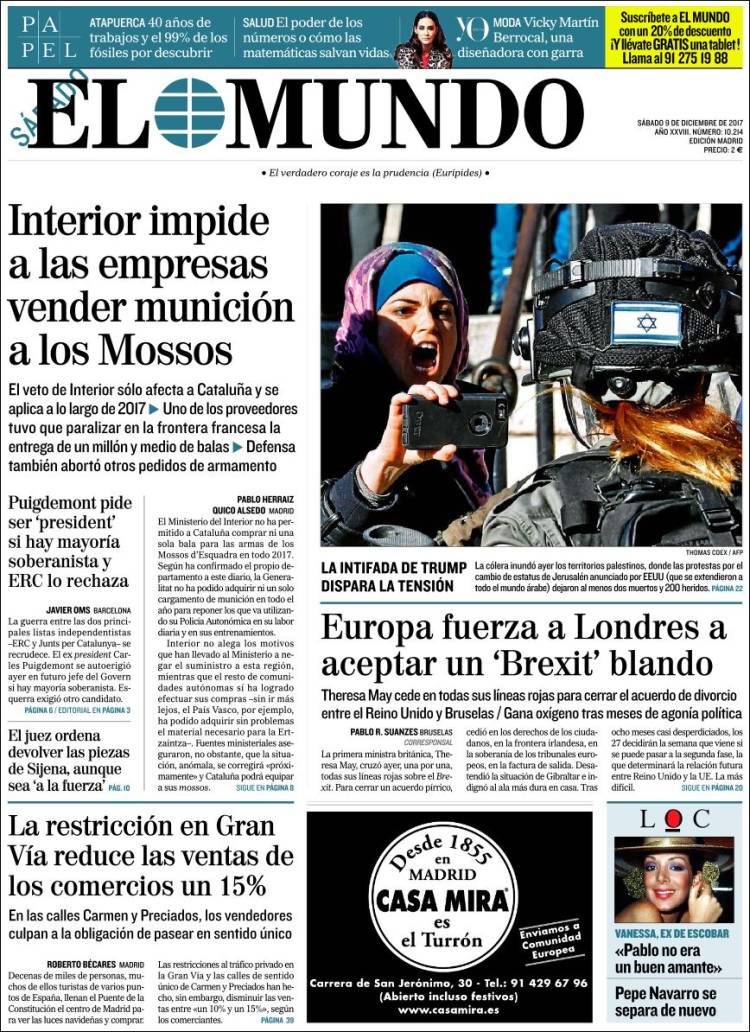 PAPEL
ATAPUERCA 40 años de
trabajos y el 99% de los
fósiles por descubrir
SALUD El poder de los
números o cómo las
matemáticas salvan vidas
yo
MODA Vicky Martín
Berrocal, una
diseñadora con garra
Suscríbete a EL MUNDO
con un 20% de descuento
¡Y llévate GRATIS una tablet!
Llama al 91 275 19 88
SÁBADO
EL MUNDO
SÁBADO 9 DE DICIEMBRE DE 2017
AÑO XXVIII. NÚMERO: 10.214
EDICIÓN MADRID
PRECIO: 2 €
• El verdadero coraje es la prudencia (Eurípides) •
Interior impide
a las empresas
vender munición
a los Mossos
El veto de Interior sólo afecta a Cataluña y se
aplica a lo largo de 2017 ▶ Uno de los proveedores
tuvo que paralizar en la frontera francesa la
entrega de un millón y medio de balas ▶ Defensa
también abortó otros pedidos de armamento
Puigdemont pide
ser ‘president’
si hay mayoría
soberanista y
ERC lo rechaza
JAVIER OMS BARCELONA
La guerra entre las dos princi-
pales listas independentistas
–ERC y Junts per Catalunya– se
recrudece. El ex president Car-
les Puigdemont se autoerigió
ayer en futuro jefe del Govern
si hay mayoría soberanista. Es-
querra exigió otro candidato.
PÁGINA 6 / EDITORIAL EN PÁGINA 3
El juez ordena
devolver las piezas
de Sijena, aunque
sea ‘a la fuerza’ PÁG. 10
PABLO HERRAIZ
QUICO ALSEDO MADRID
El Ministerio del Interior no ha per-
mitido a Cataluña comprar ni una
sola bala para las armas de los
Mossos d'Esquadra en todo 2017.
Según ha confirmado el propio de-
partamento a este diario, la Genera-
litat no ha podido adquirir ni un solo
cargamento de munición en todo el
año para reponer los que va utilizan-
do su Policía Autonómica en su labor
diaria y en sus entrenamientos.
Interior no alega los motivos
que han llevado al Ministerio a ne-
gar el suministro a esta región,
mientras que el resto de comuni-
dades autónomas sí ha logrado
efectuar sus compras –sin ir más
lejos, el País Vasco, por ejemplo,
ha podido adquirir sin problemas
el material necesario para la Ert-
zaintza–. Fuentes ministeriales ase-
guraron, no obstante, que la situa-
ción, anómala, se corregirá «próxi-
mamente» y Cataluña podrá equipar
a sus mossos. SIGUE EN PÁGINA 8
THOMAS COEX / AFP
LA INTIFADA DE TRUMP
DISPARA LA TENSIÓN
La cólera inundó ayer los territorios palestinos, donde las protestas por el
cambio de estatus de Jerusalén anunciado por EEUU (que se extendieron a
todo el mundo árabe) dejaron al menos dos muertos y 200 heridos. PÁGINA 22
Europa fuerza a Londres a
aceptar un ‘Brexit’ blando
Theresa May cede en todas sus líneas rojas para cerrar el acuerdo de divorcio
entre el Reino Unido y Bruselas / Gana oxígeno tras meses de agonía política
PABLO R. SUANZES BRUSELAS
CORRESPONSAL
La primera ministra británica, The-
resa May, cruzó ayer, una por una,
todas sus líneas rojas sobre el Bre-
xit. Para cerrar un acuerdo pírrico,
cedió en los derechos de los ciuda-
danos, en la frontera irlandesa, en
la soberanía de los tribunales euro-
peos, en la factura de salida. Desa-
tendió la situación de Gibraltar e in-
dignó al ala más dura en casa. Tras
ocho meses casi desperdiciados, los
27 decidirán la semana que viene si
se puede pasar a la segunda fase, la
que determinará la relación futura
entre Reino Unido y la UE. La más
difícil. SIGUE EN PÁGINA 20
La restricción en Gran
Vía reduce las ventas de
los comercios un 15%
En las calles Carmen y Preciados, los vendedores
culpan a la obligación de pasear en sentido único
ROBERTO BÉCARES MADRID
Decenas de miles de personas, mu-
chos de ellos turistas de varios pun-
tos de España, llenan el Puente de la
Constitución el centro de Madrid pa-
ra ver las luces navideñas y comprar.
Las restricciones al tráfico privado en
la Gran Vía y las calles de sentido
único de Carmen y Preciados han he-
cho, sin embargo, disminuir las ven-
tas entre «un 10% y un 15%», según
los comerciantes. PÁGINA 39
Desde 1855
en
MADRID
CASA MIRA
es
el Turrón
Enviamos a
Comunidad
Europea
Carrera de San Jerónimo, 30 - Tel.: 91 429 67 96
(Abierto incluso festivos)
www.casamira.es
LOC
VANESSA, EX DE ESCOBAR
«Pablo no era
un buen amante»
Pepe Navarro se
separa de nuevo